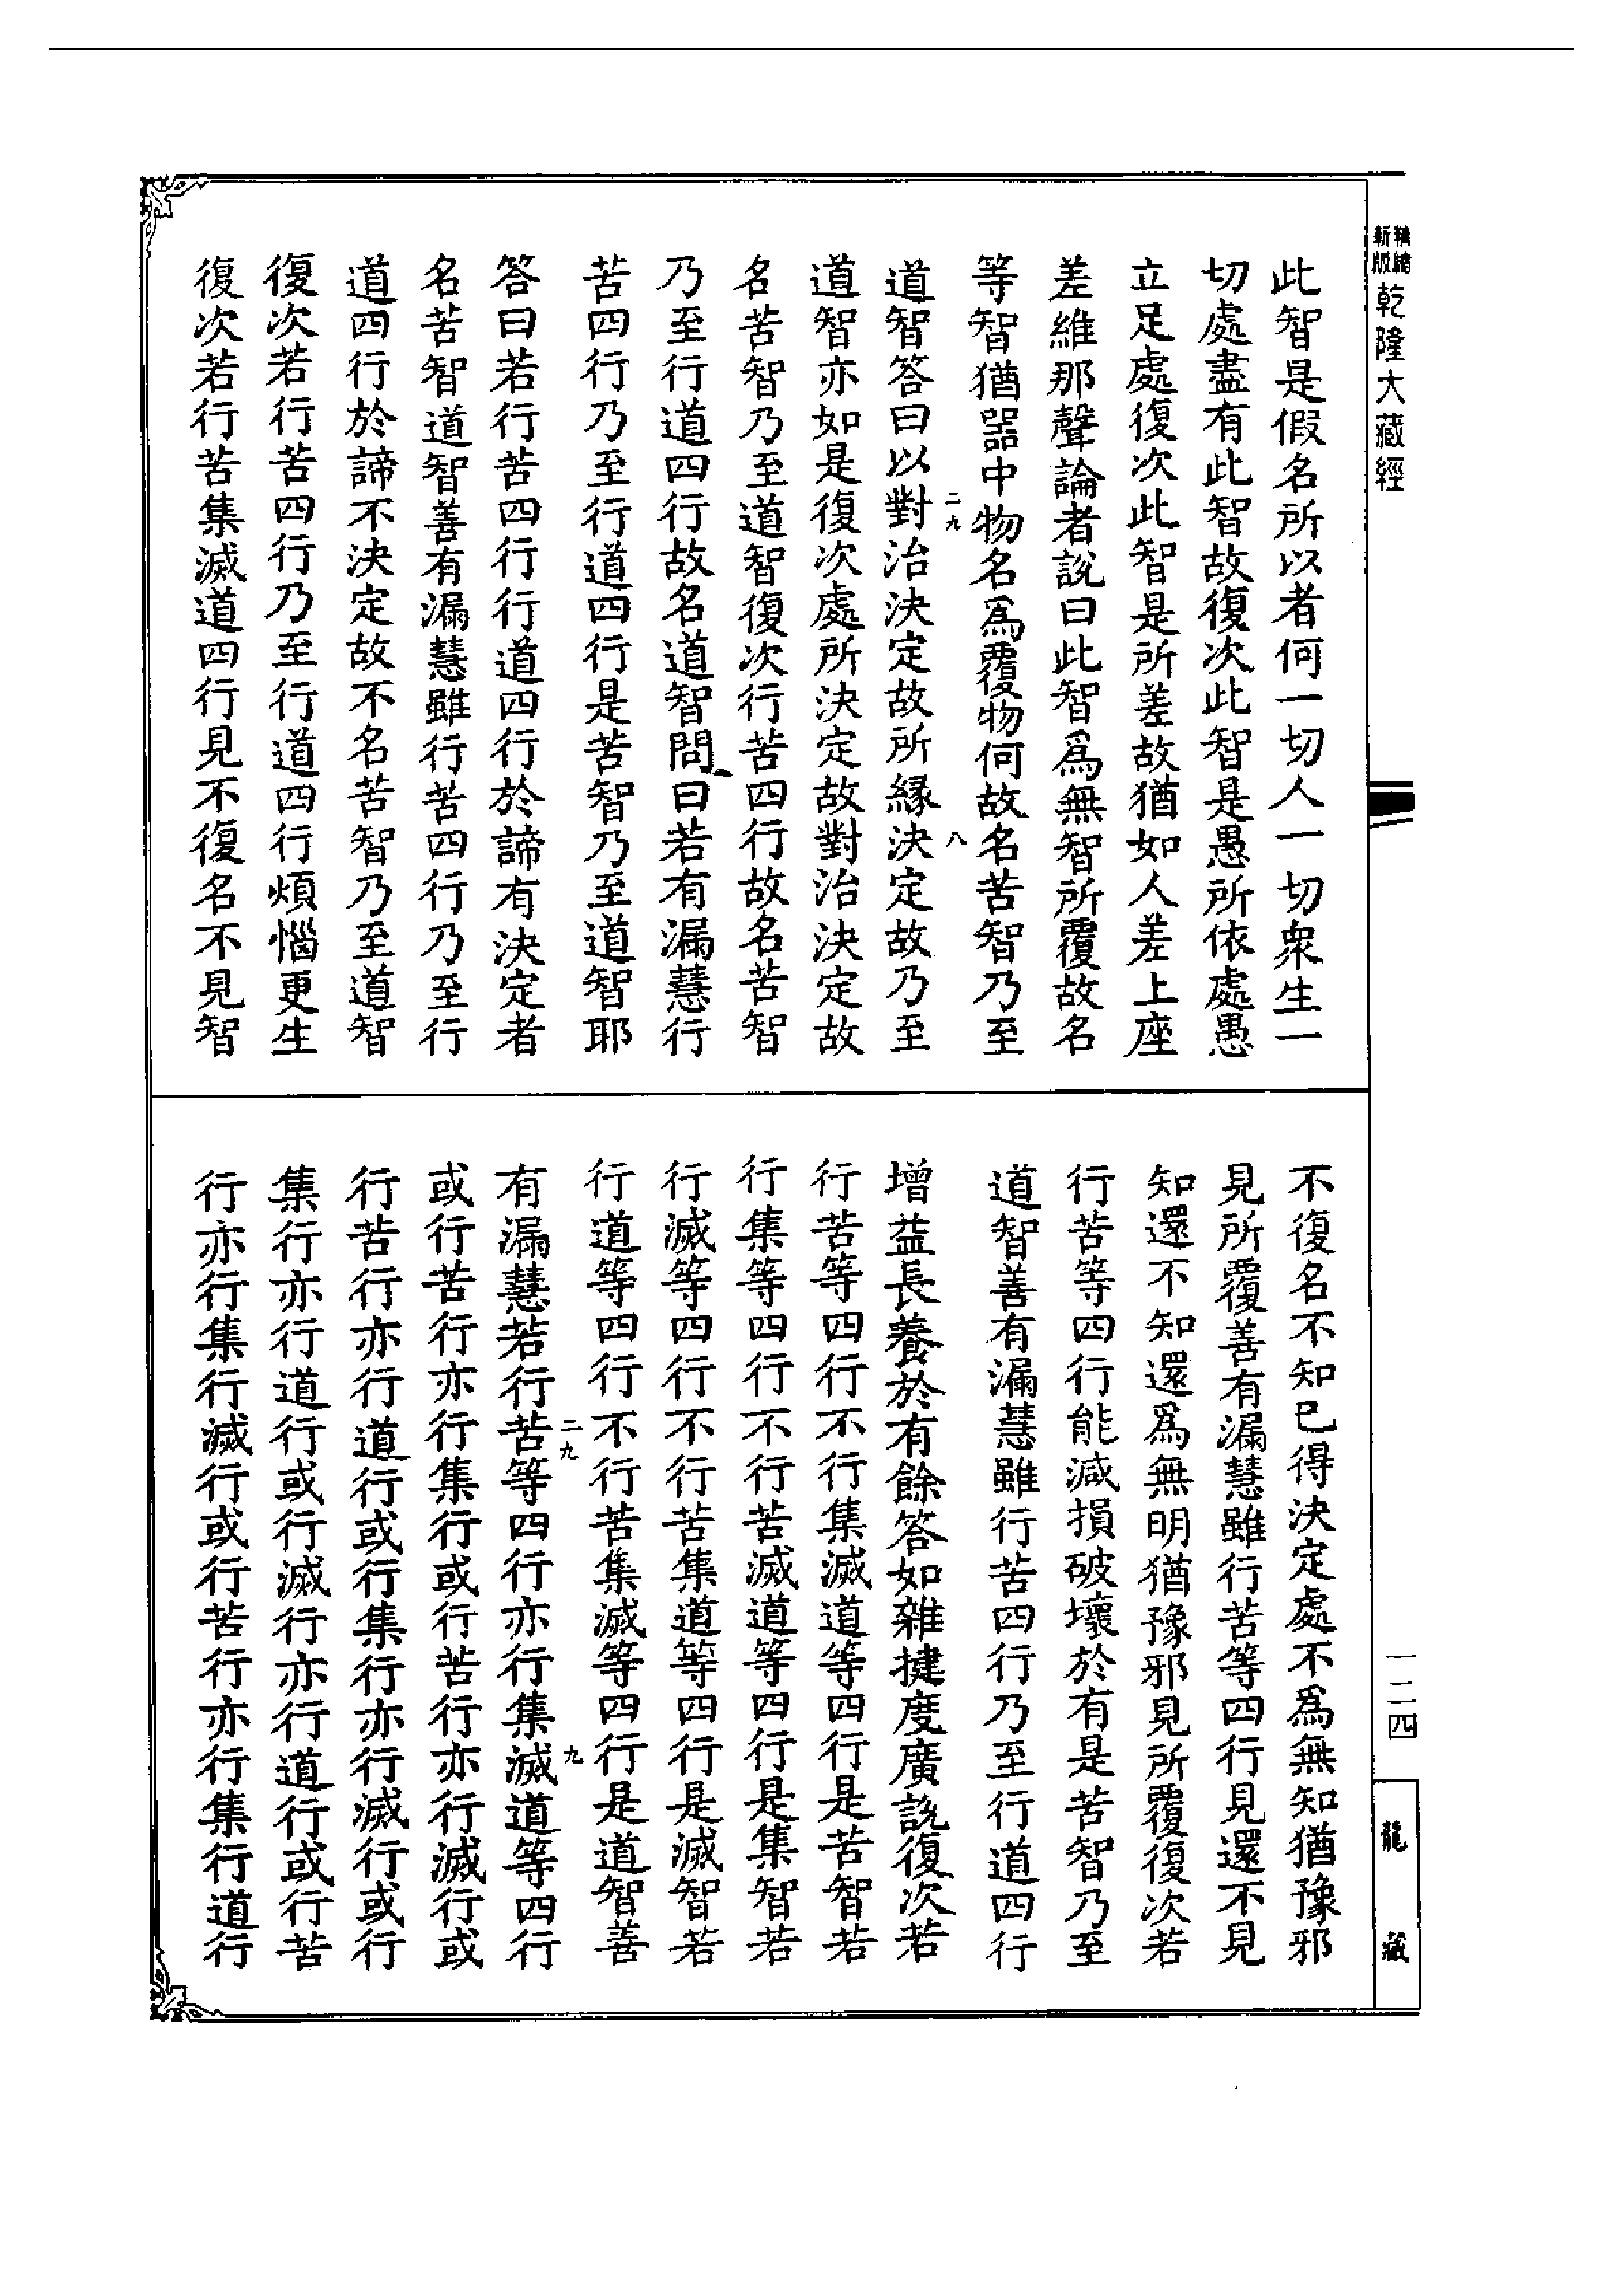 精縮新版乾隆大藏經
此智是假名所以者何一切人一切衆生一
切處盡有此智故復次此智是愚所依處愚
立足處復次此智是所差故猶如人差上座
差維那聲論者說曰此智爲無智所覆故名
等智猶器中物名爲覆物何故名苦智乃至
二九 八
道智答曰以對治決定故所緣決定故乃至
道智亦如是復次處所決定故對治決定故
名苦智乃至道智復次行苦四行故名苦智
乃至行道四行故名道智問曰若有漏慧行
苦四行乃至行道四行是苦智乃至道智耶
答曰若行苦四行行道四行於諦有決定者
名苦智道智善有漏慧雖行苦四行乃至行
道四行於諦不決定故不名苦智乃至道智
復次若行苦四行乃至行道四行煩惱更生
復次若行苦集滅道四行見不復名不見智
不復名不知已得決定處不爲無知猶豫邪
見所覆善有漏慧雖行苦等四行見還不見
知還不知還爲無明猶豫邪見所覆復次若
行苦等四行能減損破壞於有是苦智乃至
道智善有漏慧雖行苦四行乃至行道四行
增益長養於有餘答如雜揵度廣說復次若
行苦等四行不行集滅道等四行是苦智若
行集等四行不行苦滅道等四行是集智若
行滅等四行不行苦集道等四行是滅智若
行道等四行不行苦集滅等四行是道智善
二九 九
有漏慧若行苦等四行亦行集滅道等四行
或行苦行亦行集行或行苦行亦行滅行或
行苦行亦行道行或行集行亦行滅行或行
集行亦行道行或行滅行亦行道行或行苦
行亦行集行滅行或行苦行亦行集行道行
一二四
龍藏